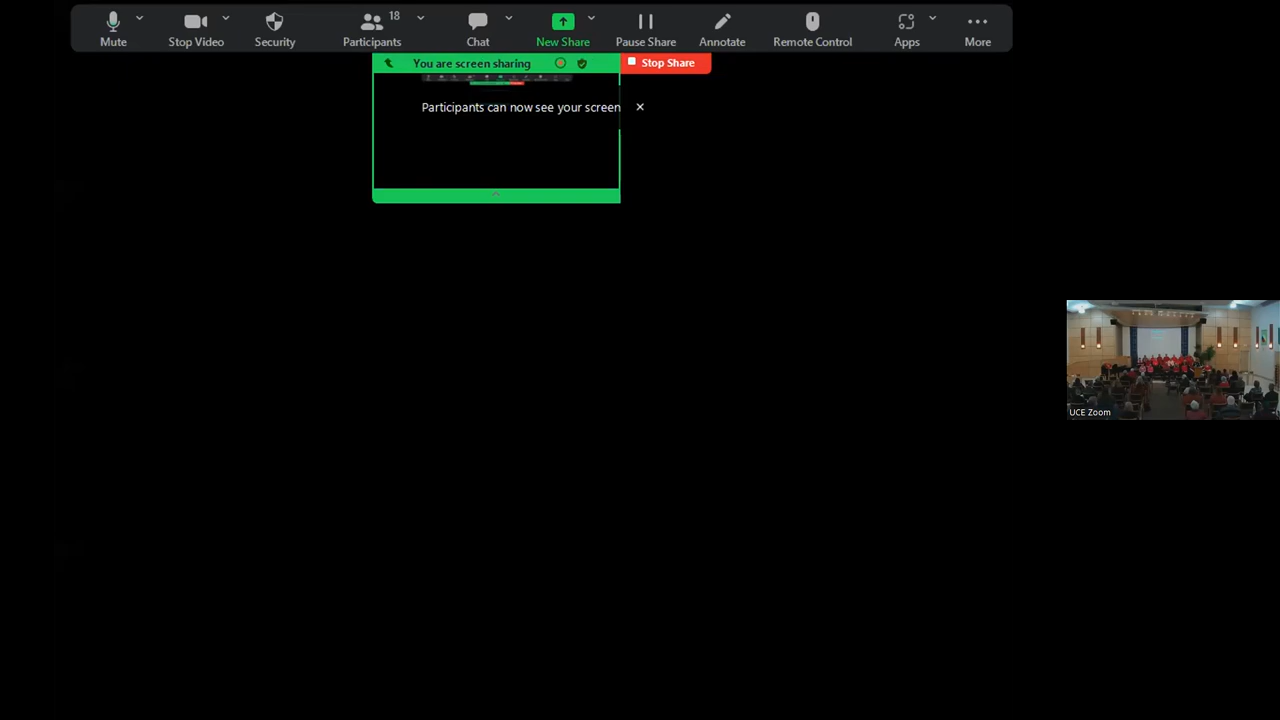 Mute
Stop Video
Security
Participants
18
Chat
New Share
Pause Share
Annotate
Remote Control
Apps
More
You are screen sharing
Stop Share
Participants can now see your screen
UCE Zoom